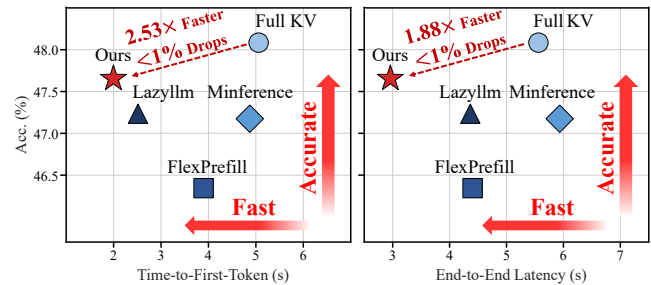 2.53× Faster
<1% Drops
Full KV
Ours
Lazyllm
Minference
FlexPrefill
Accurate
Fast
Acc. (%)
48.0
47.5
47.0
46.5
2 3 4 5 6
Time-to-First-Token (s)
1.88× Faster
<1% Drops
Full KV
Ours
Lazyllm
Minference
FlexPrefill
Accurate
Fast
3 4 5 6 7
End-to-End Latency (s)